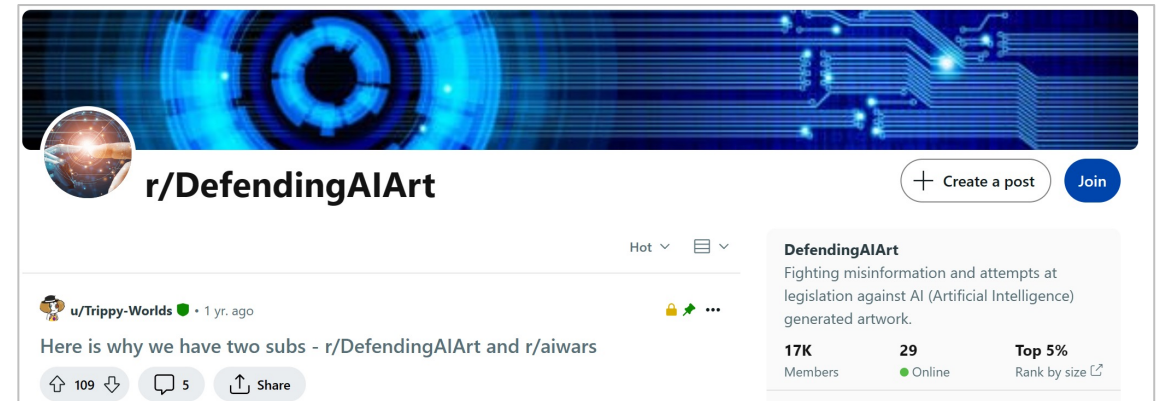 r/DefendingAIArt
Create a post
Join
Hot
u/Trippy-Worlds • 1 yr. ago
Here is why we have two subs - r/DefendingAIArt and r/aiwars
109
5
Share
DefendingAIArt
Fighting misinformation and attempts at
legislation against AI (Artificial Intelligence)
generated artwork.
17K 29 Top 5%
Members Online Rank by size